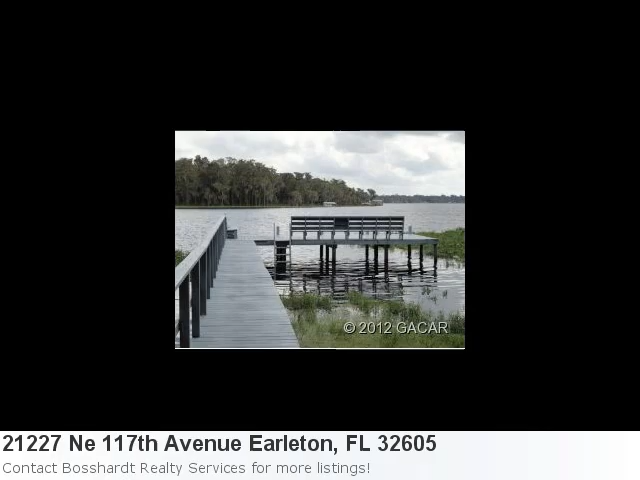 © 2012 GACAR
21227 Ne 117th Avenue Earleton, FL 32605
Contact Bosshardt Realty Services for more listings!